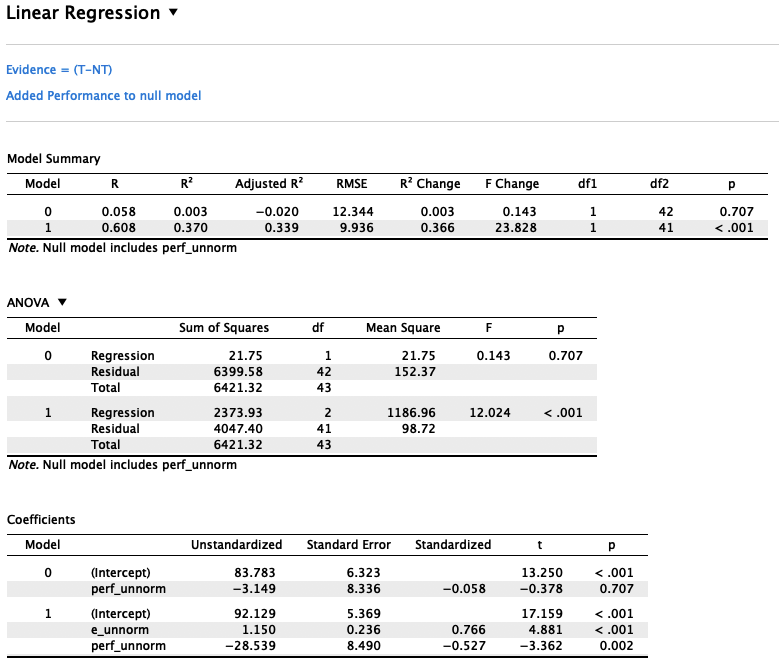 Linear Regression ▼
Evidence = (T-NT)
Added Performance to null model
Model Summary
Model R R² Adjusted R² RMSE R² Change F Change df1 df2 p
0 0.058 0.003 −0.020 12.344 0.003 0.143 1 42 0.707
1 0.608 0.370 0.339 9.936 0.366 23.828 1 41 < .001
Note. Null model includes perf_unnorm
ANOVA ▼
Model Sum of Squares df Mean Square F p
0 Regression 21.75 1 21.75 0.143 0.707
Residual 6399.58 42 152.37
Total 6421.32 43
1 Regression 2373.93 2 1186.96 12.024 < .001
Residual 4047.40 41 98.72
Total 6421.32 43
Note. Null model includes perf_unnorm
Coefficients
Model Unstandardized Standard Error Standardized t p
0 (Intercept) 83.783 6.323 13.250 < .001
perf_unnorm −3.149 8.336 −0.058 −0.378 0.707
1 (Intercept) 92.129 5.369 17.159 < .001
e_unnorm 1.150 0.236 0.766 4.881 < .001
perf_unnorm −28.539 8.490 −0.527 −3.362 0.002